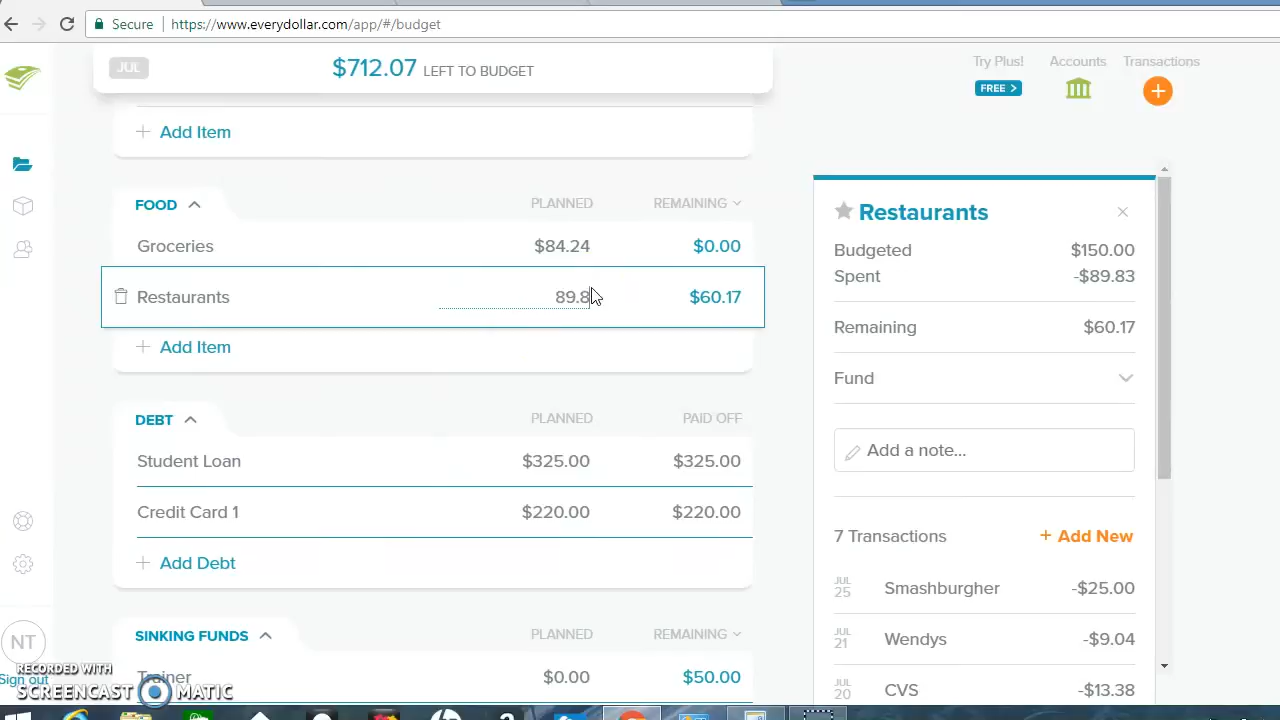 Secure
https://www.everydollar.com/app/#/budget
JUL
$712.07 LEFT TO BUDGET
Try Plus!
FREE >
Accounts
Transactions
Add Item
FOOD PLANNED REMAINING
Groceries $84.24 $0.00
Restaurants 89.8 $60.17
Add Item
DEBT PLANNED PAID OFF
Student Loan $325.00 $325.00
Credit Card 1 $220.00 $220.00
Add Debt
SINKING FUNDS PLANNED REMAINING
Trainer $0.00 $50.00
Restaurants
Budgeted $150.00
Spent -$89.83
Remaining $60.17
Fund
Add a note...
7 Transactions + Add New
JUL 25 Smashburgher -$25.00
JUL 21 Wendys -$9.04
JUL 20 CVS -$13.38
NT
Sign out
RECORDED WITH
SCREENCAST MATIC